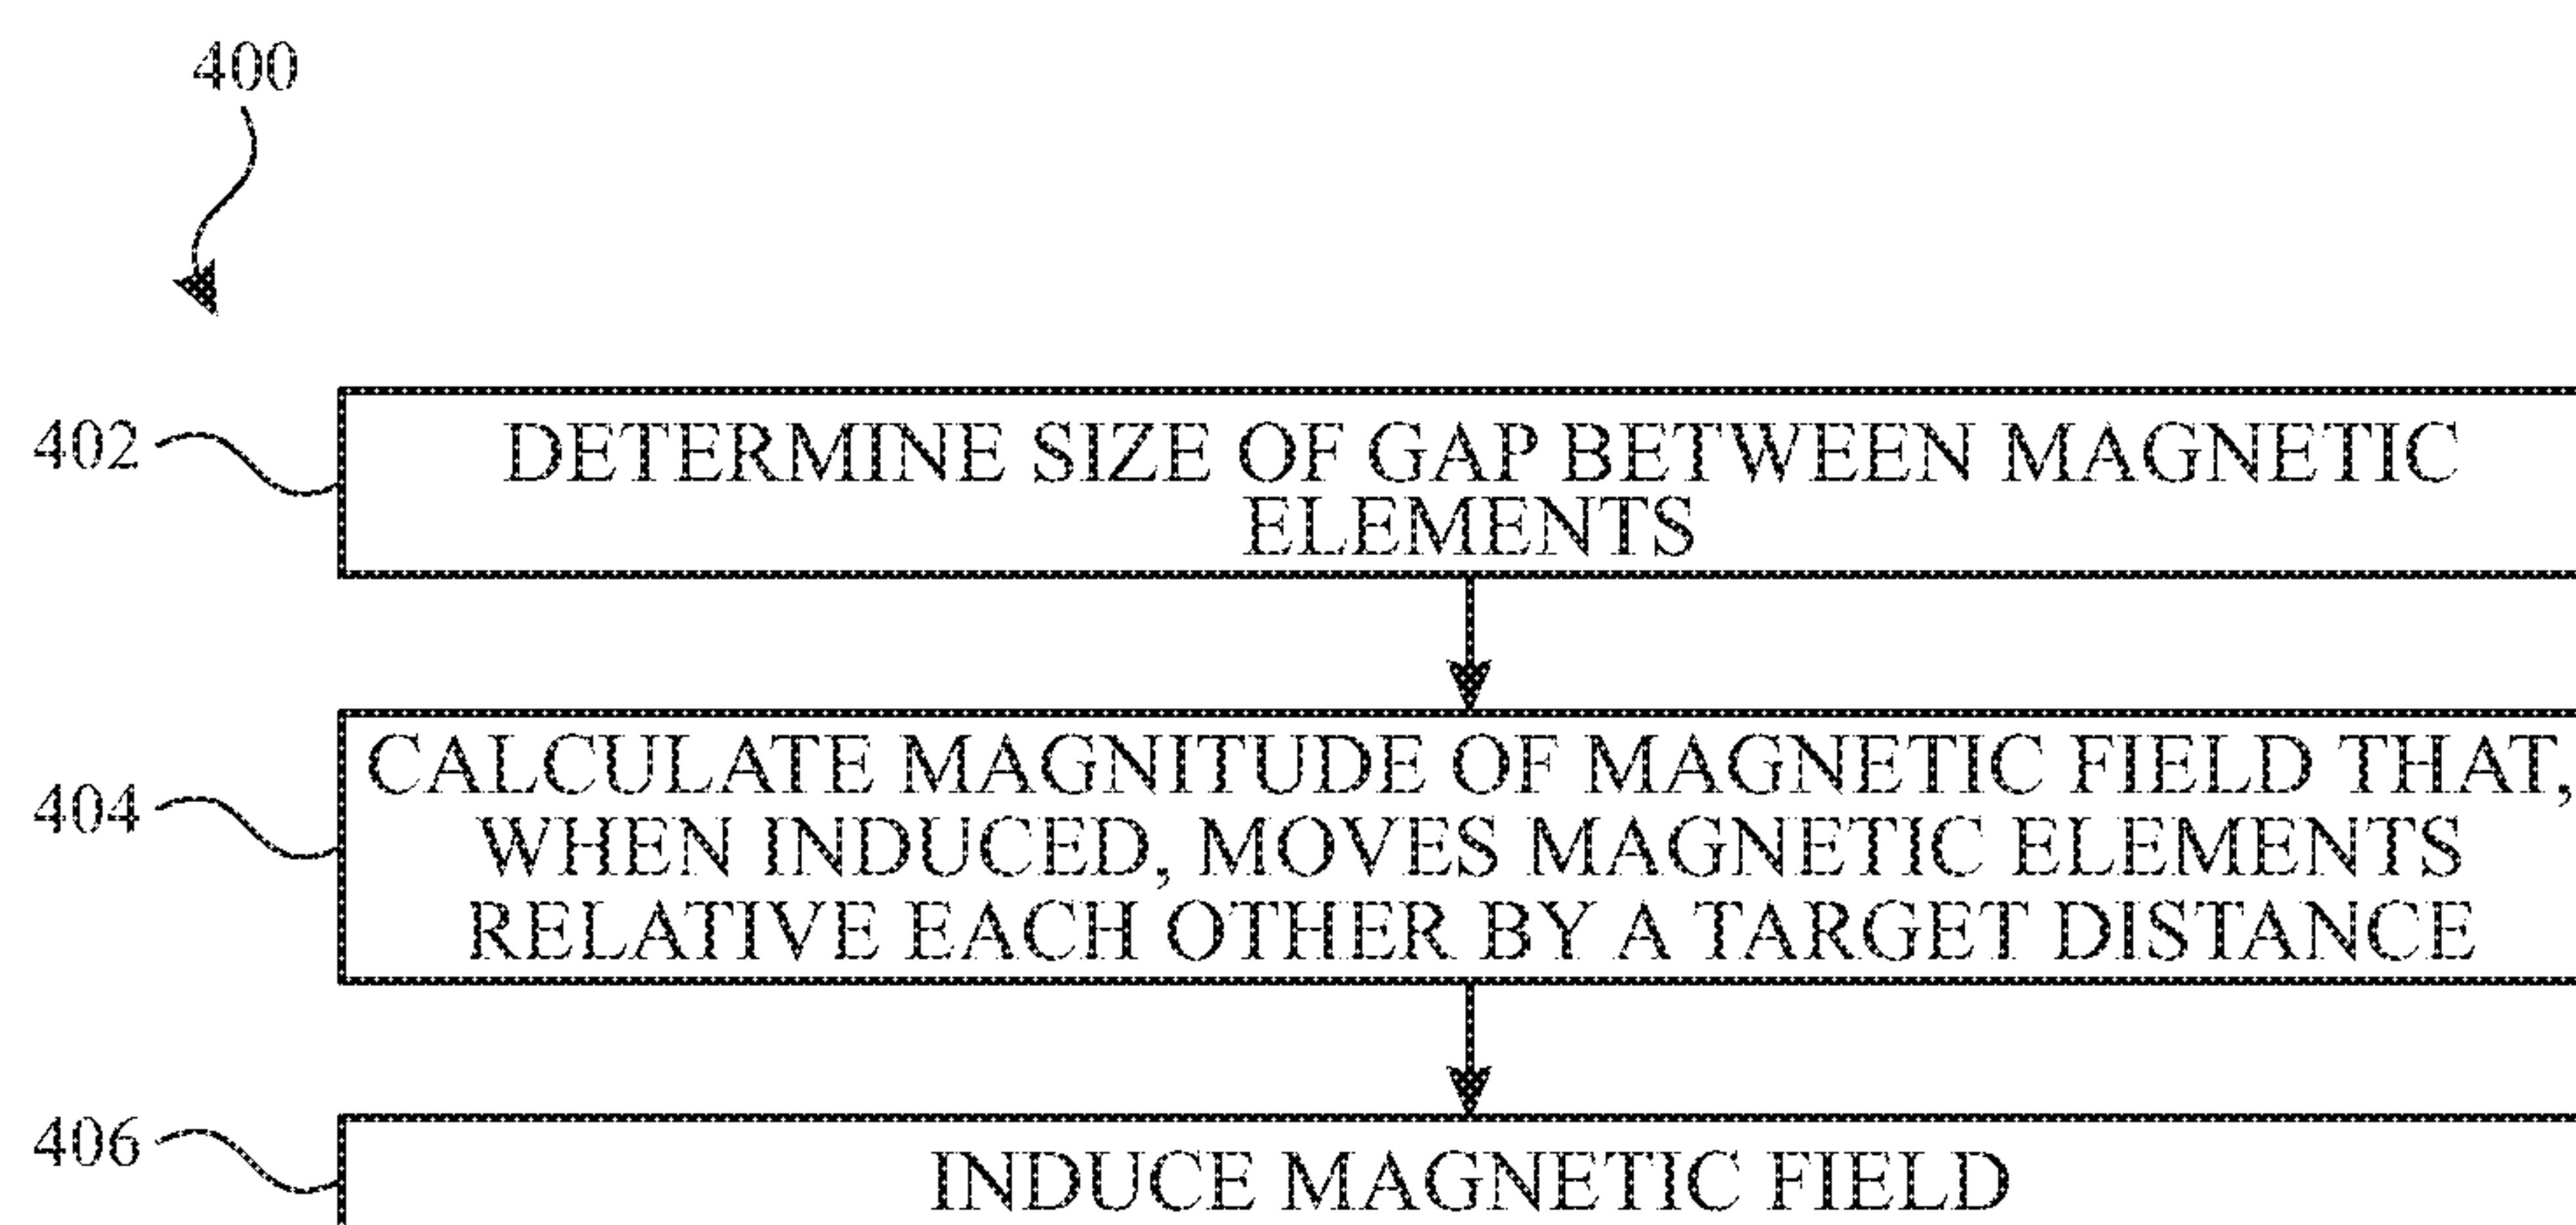 400
402
DETERMINE SIZE OF GAP BETWEEN MAGNETIC
ELEMENTS
404
CALCULATE MAGNITUDE OF MAGNETIC FIELD THAT,
WHEN INDUCED, MOVES MAGNETIC ELEMENTS
RELATIVE EACH OTHER BY A TARGET DISTANCE
406
INDUCE MAGNETIC FIELD